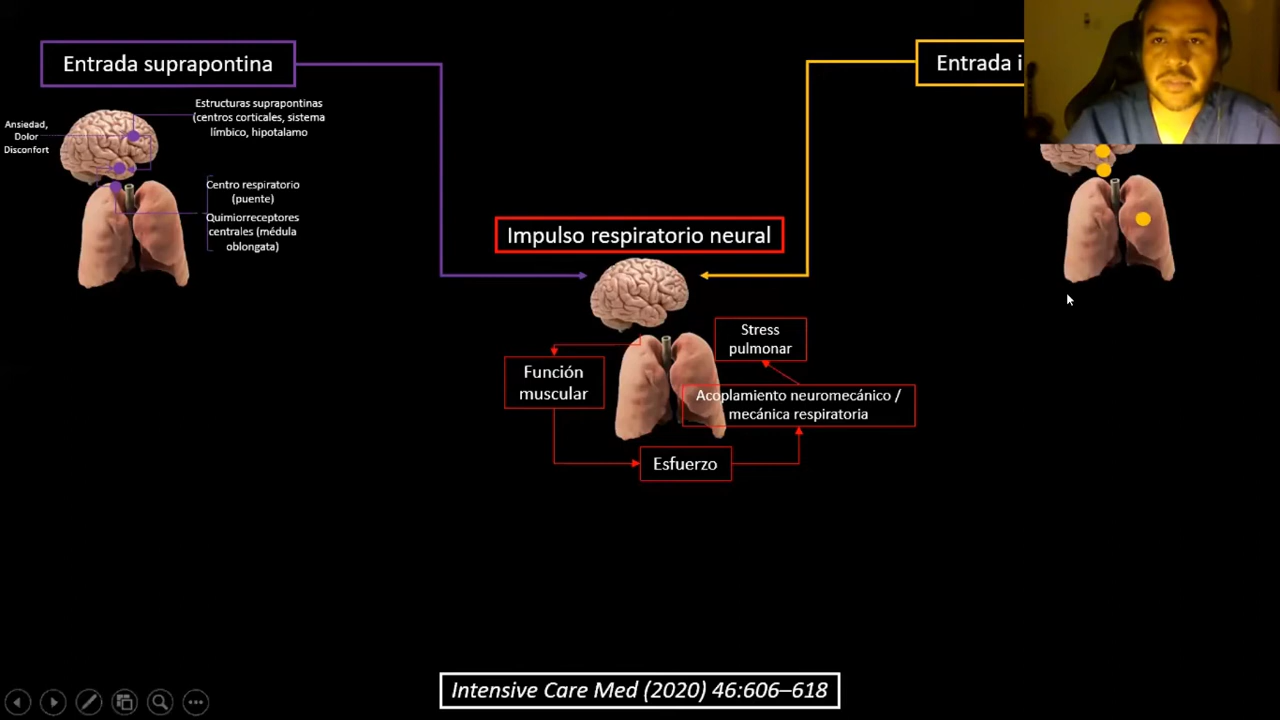 Entrada suprapontina
Entrada
Estructuras suprapontinas
(centros corticales, sistema
límbico, hipotalamo
Ansiedad,
Dolor
Disconfort
Centro respiratorio
(puente)
Quimiorreceptores
centrales (médula
oblongata)
Impulso respiratorio neural
Stress
pulmonar
Función
muscular
Acoplamiento neuromecánico /
mecánica respiratoria
Esfuerzo
Intensive Care Med (2020) 46:606–618